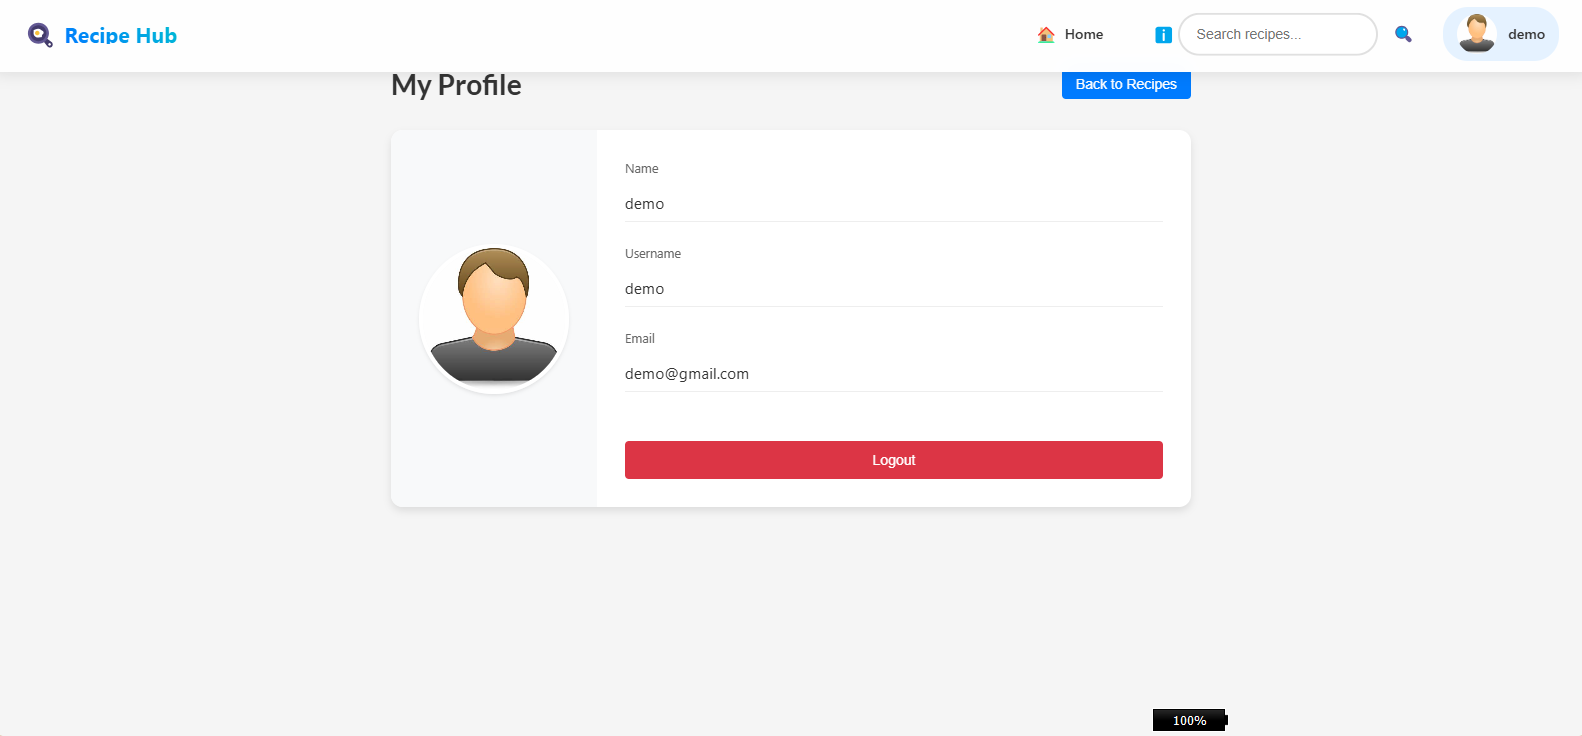 Recipe Hub
Home
Search recipes...
demo
My Profile
Back to Recipes
Name
demo
Username
demo
Email
demo@gmail.com
Logout
100%